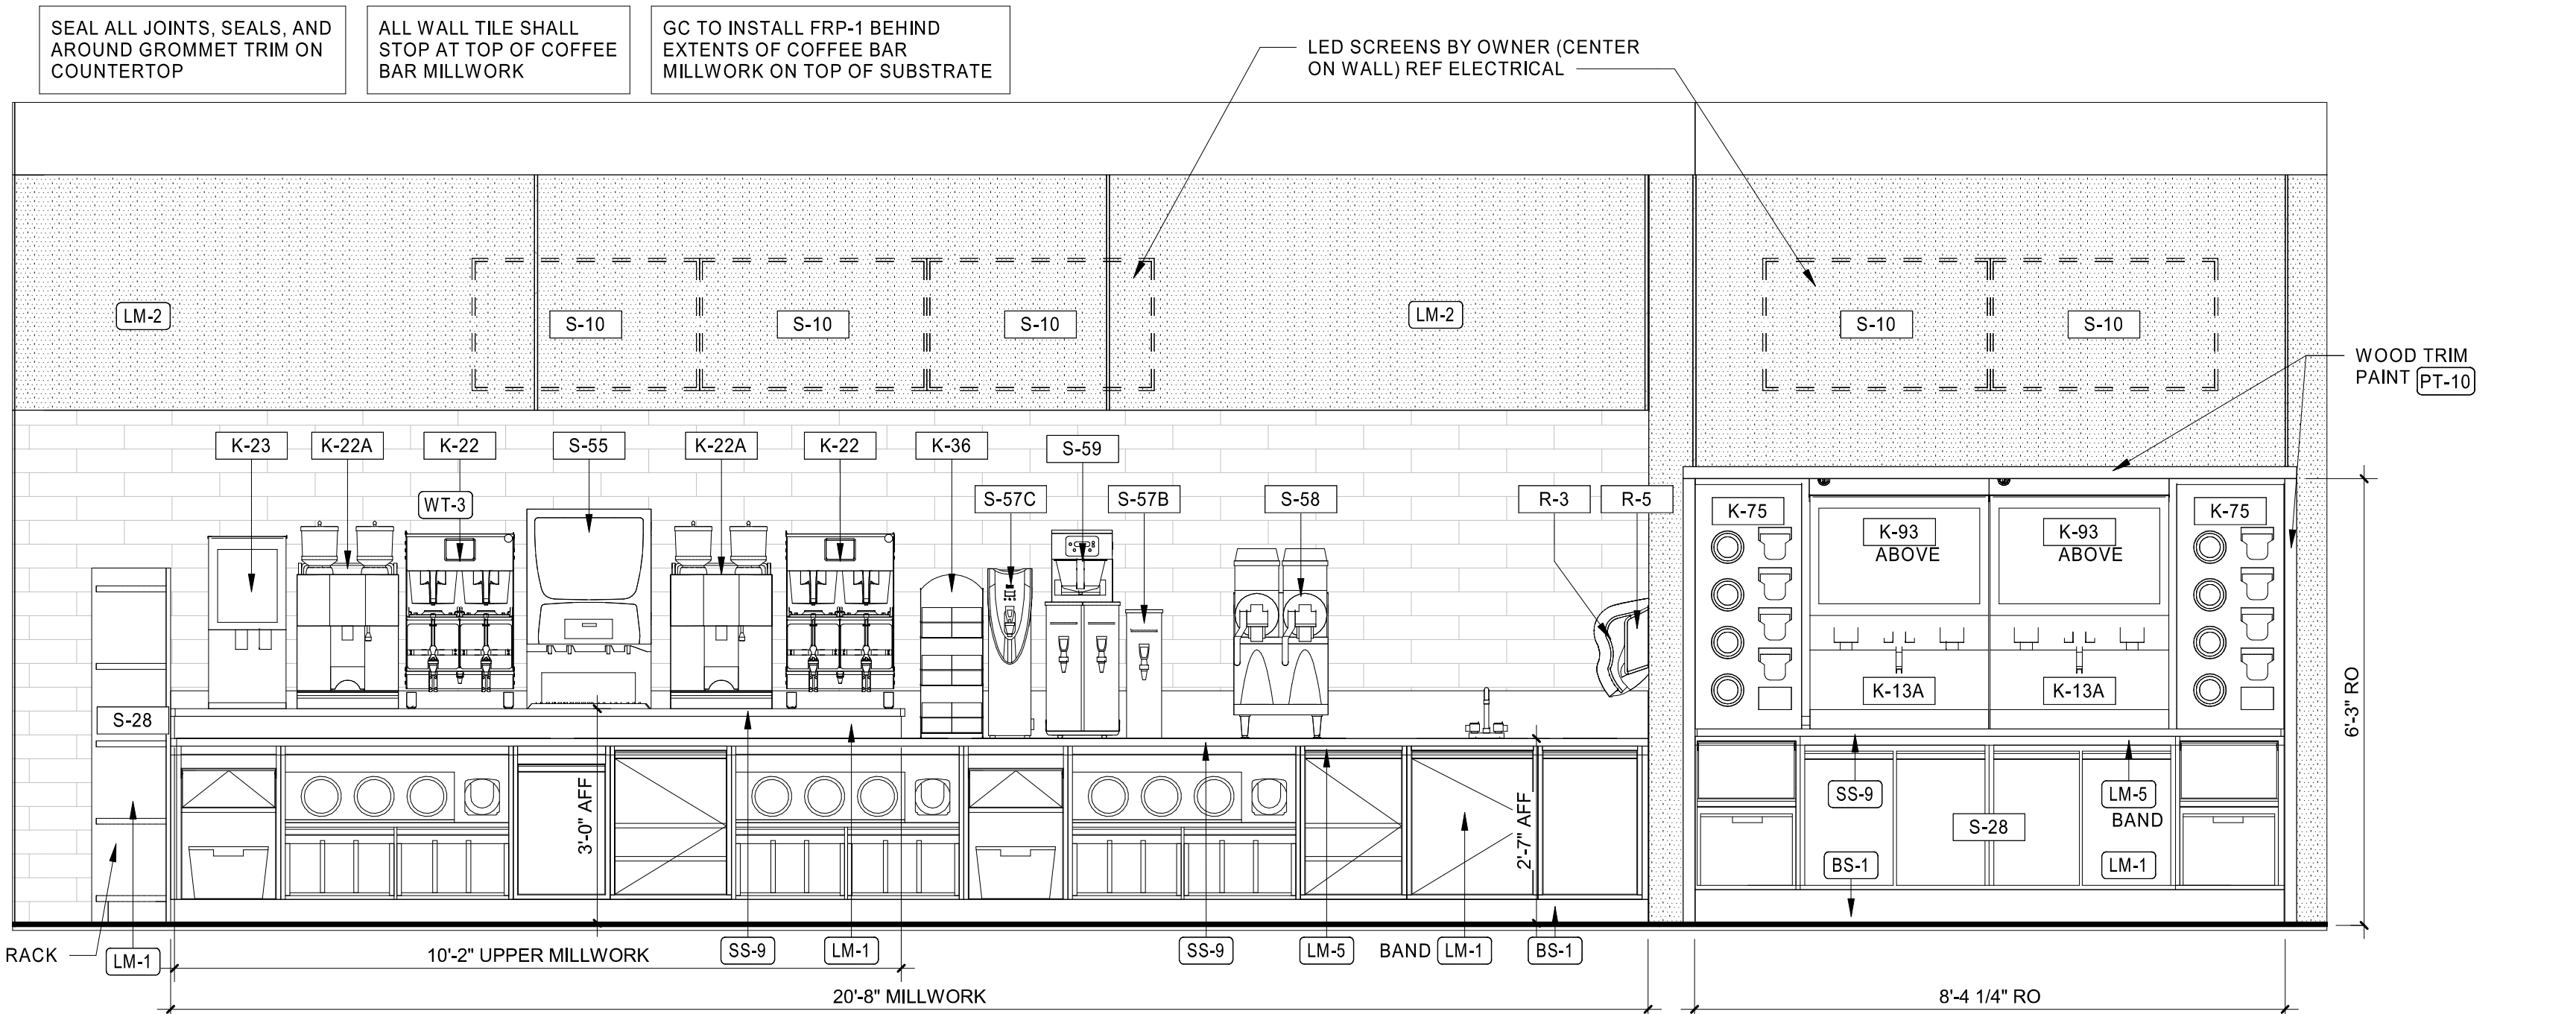 SEAL ALL JOINTS, SEALS, AND
AROUND GROMMET TRIM ON
COUNTERTOP
ALL WALL TILE SHALL
STOP AT TOP OF COFFEE
BAR MILLWORK
GC TO INSTALL FRP-1 BEHIND
EXTENTS OF COFFEE BAR
MILLWORK ON TOP OF SUBSTRATE
LED SCREENS BY OWNER (CENTER
ON WALL) REF ELECTRICAL
LM-2
S-10
S-10
S-10
LM-2
S-10
S-10
WOOD TRIM
PAINT PT-10
K-23
K-22A
K-22
S-55
K-22A
K-22
K-36
S-59
WT-3
S-57C
S-57B
S-58
R-3
R-5
K-75
K-93
ABOVE
K-93
ABOVE
K-75
K-13A
K-13A
6'-3" RO
S-28
3'-0" AFF
2'-7" AFF
SS-9
LM-5
BAND
S-28
BS-1
LM-1
RACK
LM-1
10'-2" UPPER MILLWORK
SS-9
LM-1
SS-9
LM-5
BAND LM-1
BS-1
20'-8" MILLWORK
8'-4 1/4" RO